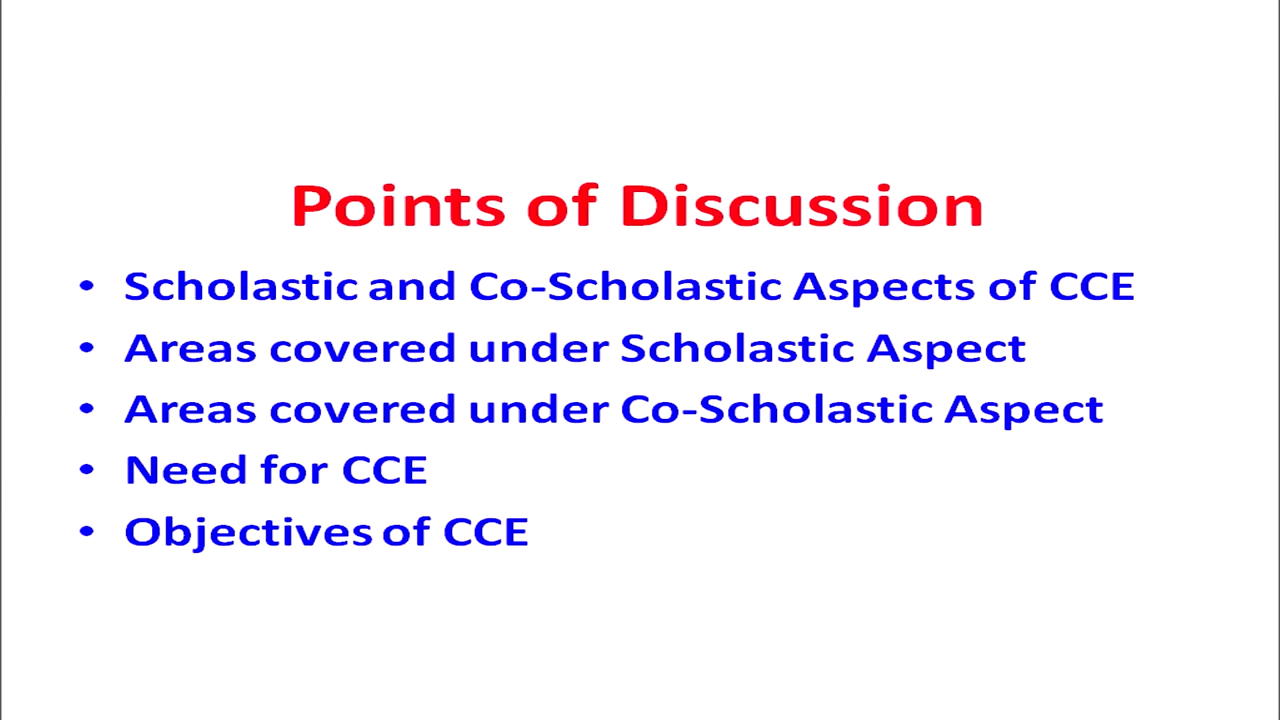 Points of Discussion
• Scholastic and Co-Scholastic Aspects of CCE
• Areas covered under Scholastic Aspect
• Areas covered under Co-Scholastic Aspect
• Need for CCE
• Objectives of CCE